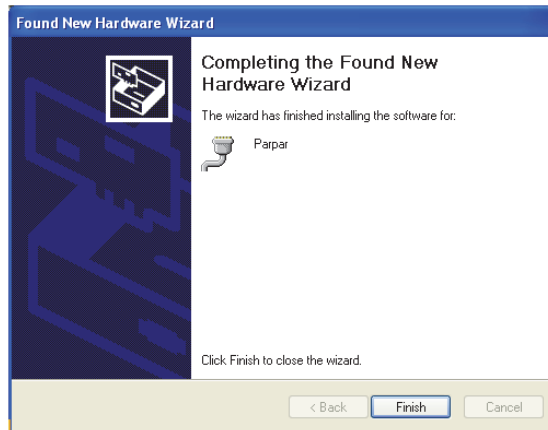 Found New Hardware Wizard
Completing the Found New
Hardware Wizard
The wizard has finished installing the software for:
Parpar
Click Finish to close the wizard.
< Back
Finish
Cancel